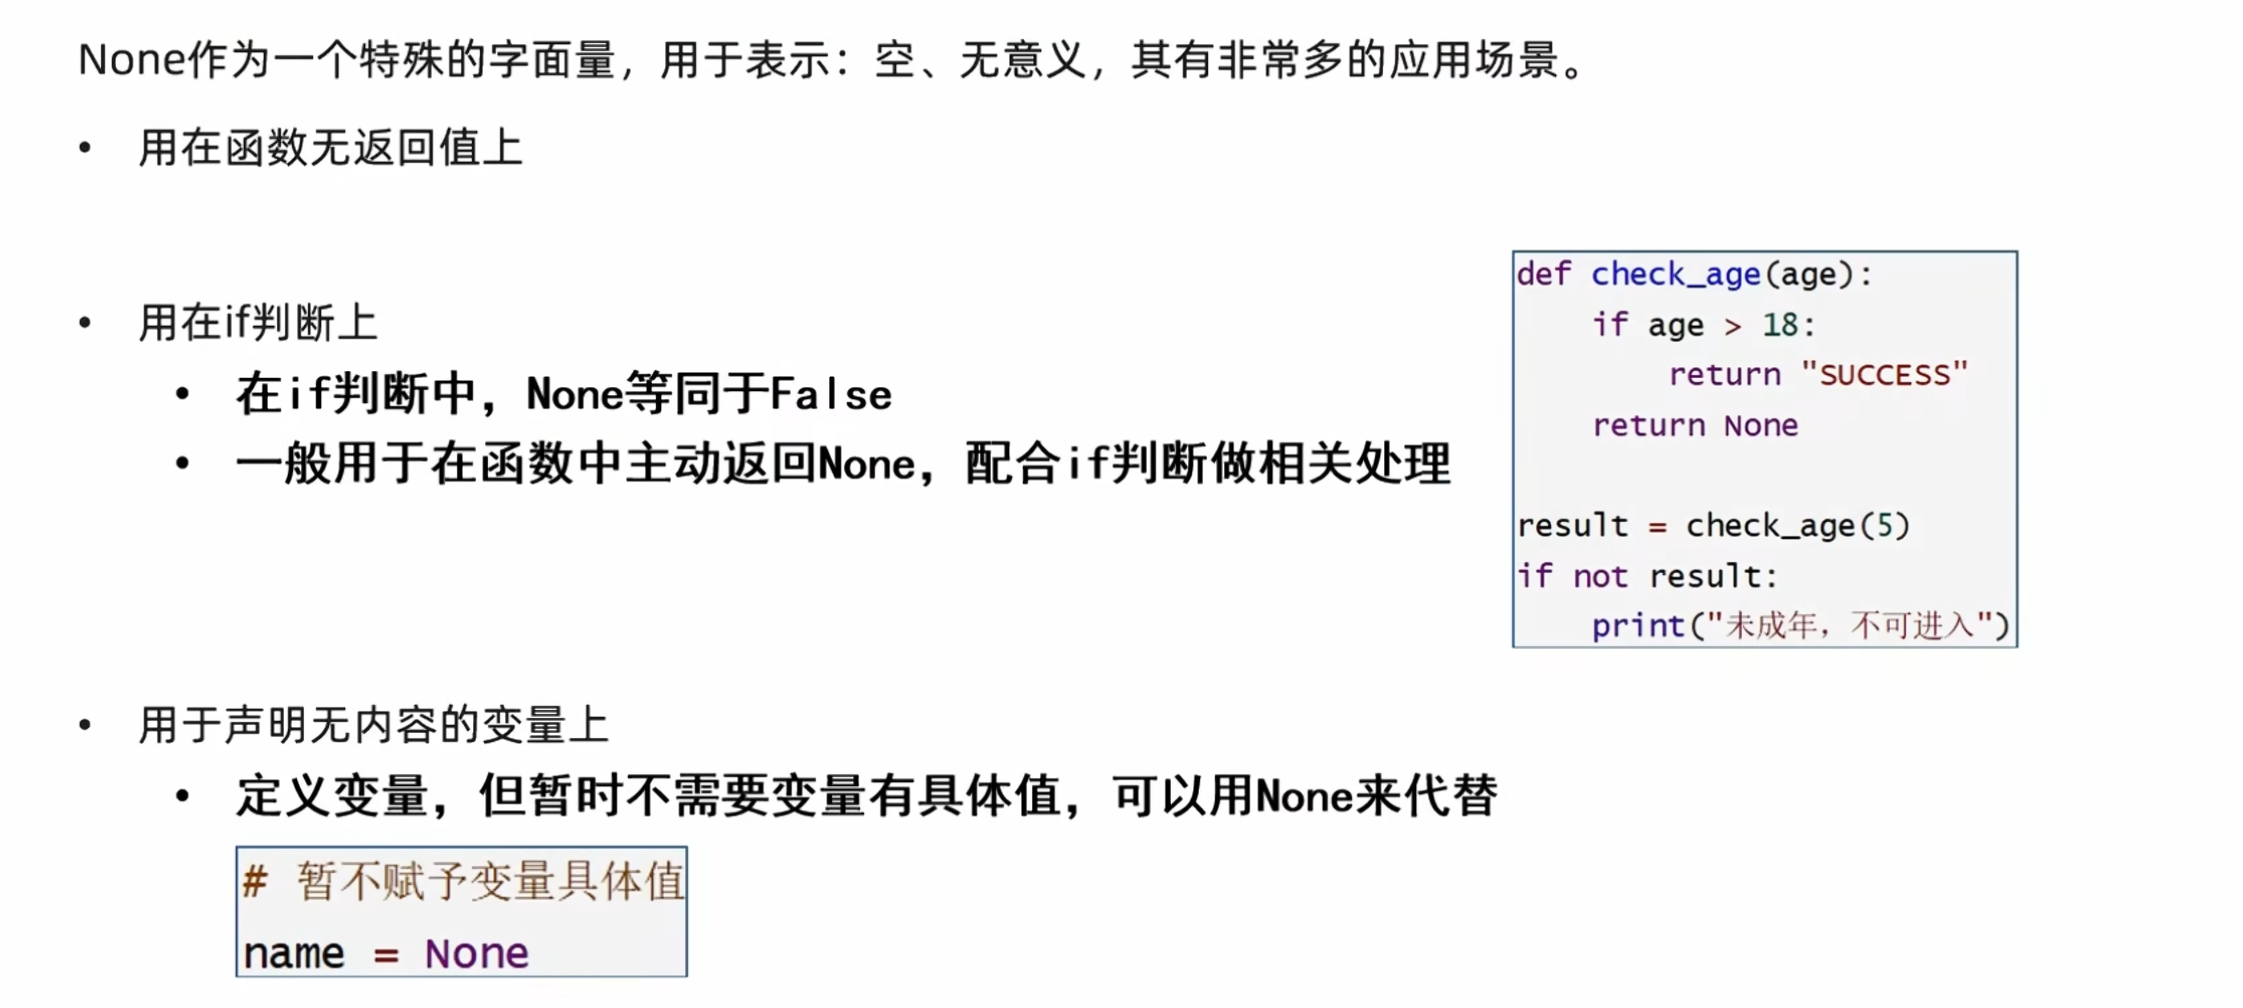 None作为一个特殊的字面量，用于表示：空、无意义，其有非常多的应用场景。
• 用在函数无返回值上
• 用在if判断上
• 在if判断中，None等同于False
• 一般用于在函数中主动返回None，配合if判断做相关处理
def check_age(age):
    if age > 18:
        return "SUCCESS"
    return None
result = check_age(5)
if not result:
    print("未成年，不可进入")
• 用于声明无内容的变量上
• 定义变量，但暂时不需要变量有具体值，可以用None来代替
# 暂不赋予变量具体值
name = None